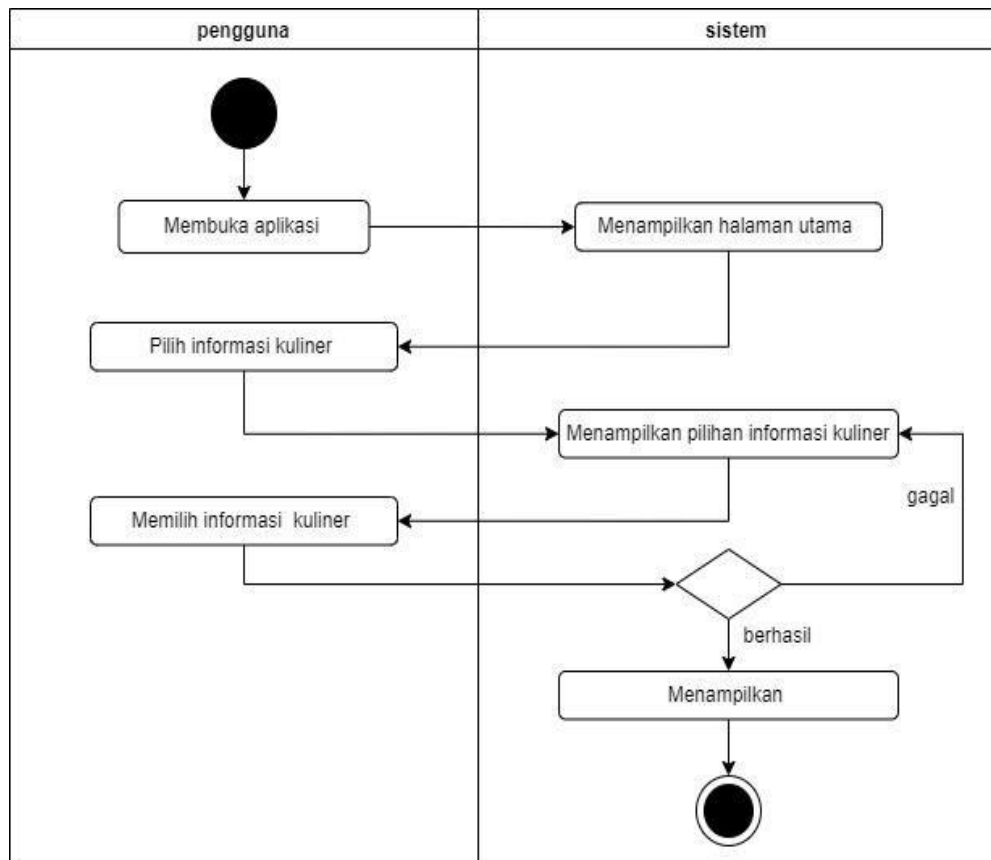 pengguna
sistem
Membuka aplikasi
Menampilkan halaman utama
Pilih informasi kuliner
Menampilkan pilihan informasi kuliner
gagal
Memilih informasi  kuliner
berhasil
Menampilkan